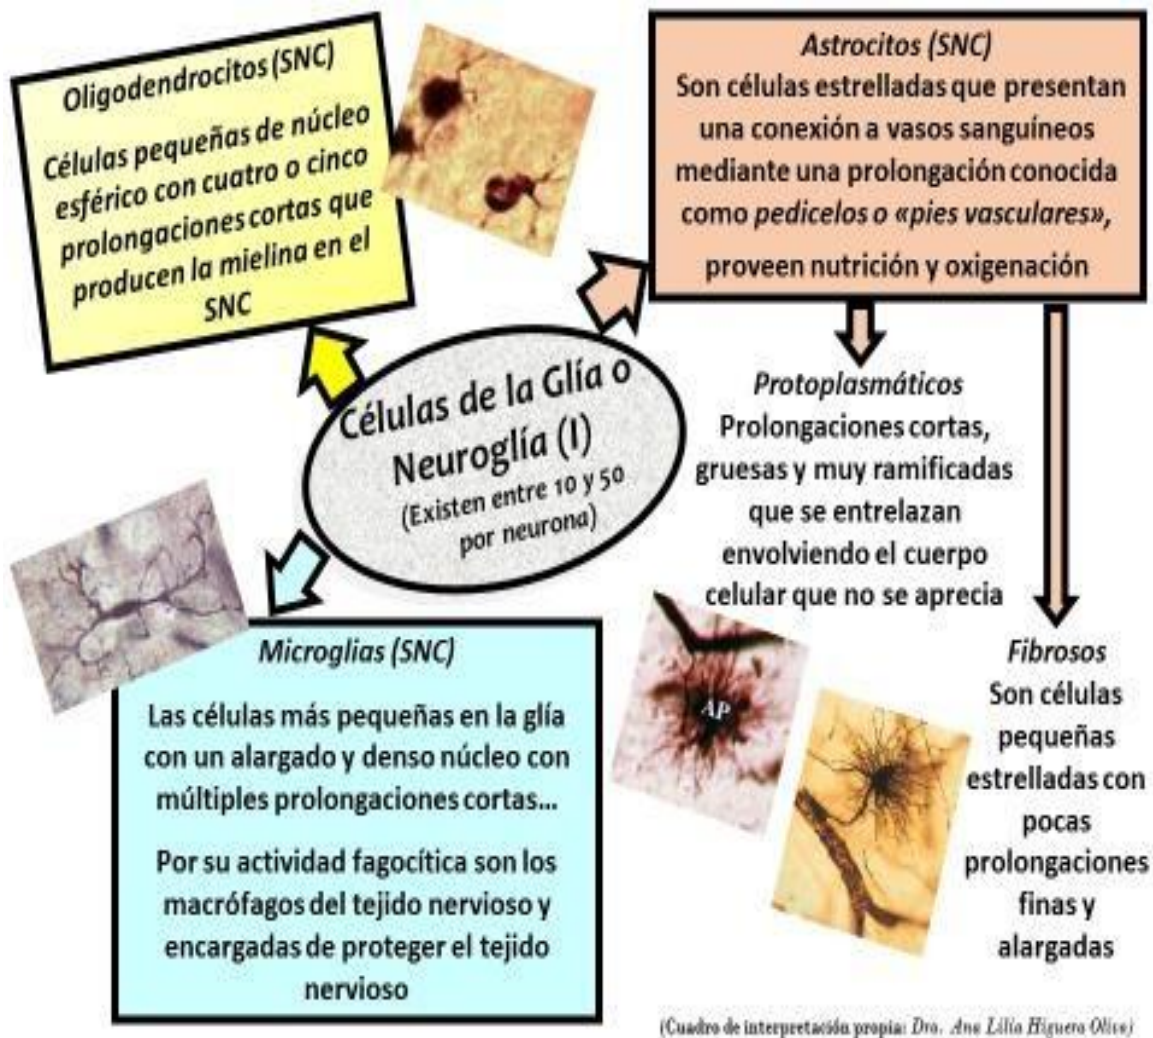 Oligodendrocitos (SNC)
Células pequeñas de núcleo
esférico con cuatro o cinco
prolongaciones cortas que
producen la mielina en el
SNC
Astrocitos (SNC)
Son células estrelladas que presentan
una conexión a vasos sanguíneos
mediante una prolongación conocida
como pedicelos o «pies vasculares»,
proveen nutrición y oxigenación
Células de la Glía o
Neuroglía (I)
(Existen entre 10 y 50
por neurona)
Protoplasmáticos
Prolongaciones cortas,
gruesas y muy ramificadas
que se entrelazan
envolviendo el cuerpo
celular que no se aprecia
AP
Fibrosos
Son células
pequeñas
estrelladas con
pocas
prolongaciones
finas y
alargadas
Microglias (SNC)
Las células más pequeñas en la glía
con un alargado y denso núcleo con
múltiples prolongaciones cortas...
Por su actividad fagocítica son los
macrófagos del tejido nervioso y
encargadas de proteger el tejido
nervioso
(Cuadro de interpretación propia: Dra. Ana Lilia Higuera Olivo)